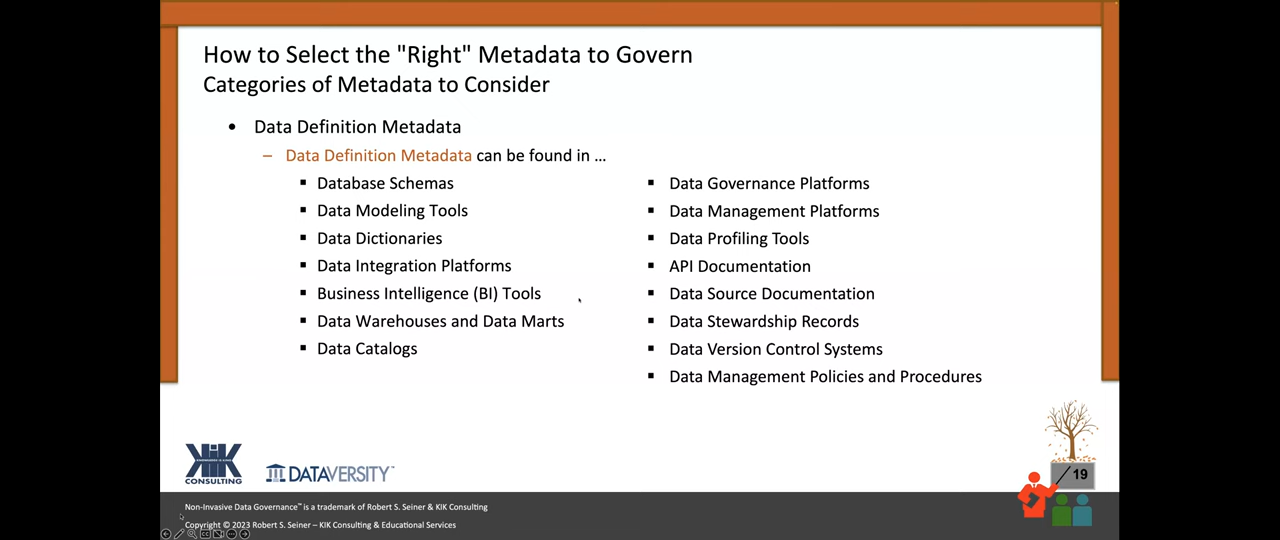 How to Select the "Right" Metadata to Govern
Categories of Metadata to Consider
• Data Definition Metadata
– Data Definition Metadata can be found in …
▪ Database Schemas
▪ Data Modeling Tools
▪ Data Dictionaries
▪ Data Integration Platforms
▪ Business Intelligence (BI) Tools
▪ Data Warehouses and Data Marts
▪ Data Catalogs
▪ Data Governance Platforms
▪ Data Management Platforms
▪ Data Profiling Tools
▪ API Documentation
▪ Data Source Documentation
▪ Data Stewardship Records
▪ Data Version Control Systems
▪ Data Management Policies and Procedures
KIK
CONSULTING
DATAVERSITY™
/ 19
Non-Invasive Data Governance™ is a trademark of Robert S. Seiner & KIK Consulting
Copyright © 2023 Robert S. Seiner – KIK Consulting & Educational Services